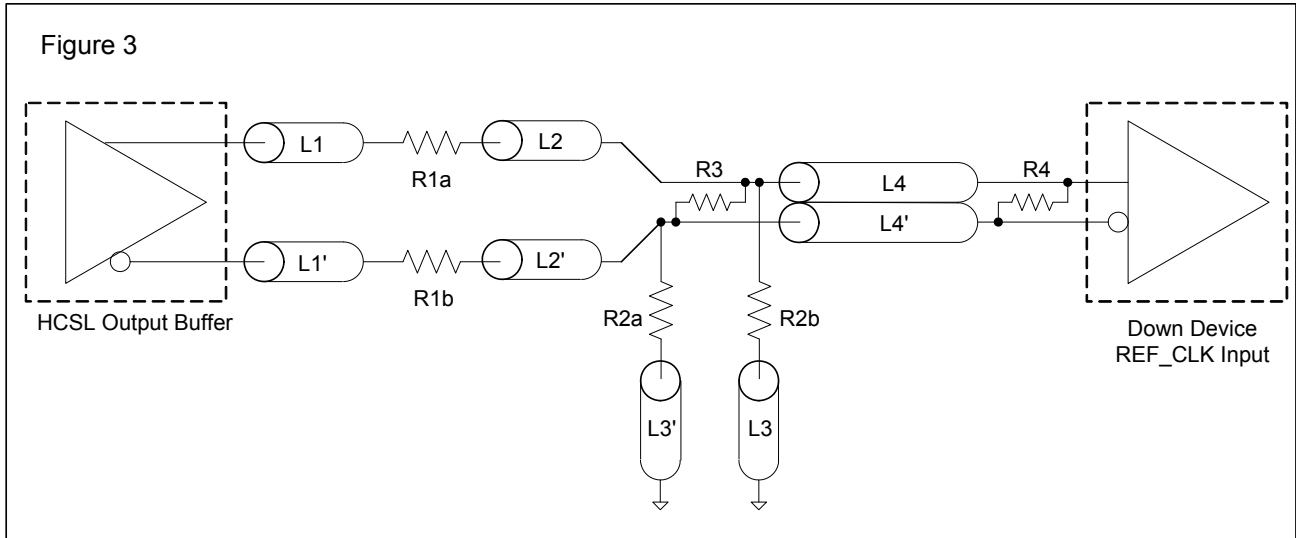 Figure 3
L1
R1a
L2
R3
L4
R4
L4'
L1'
R1b
L2'
HCSL Output Buffer
R2a
R2b
Down Device
REF_CLK Input
L3'
L3